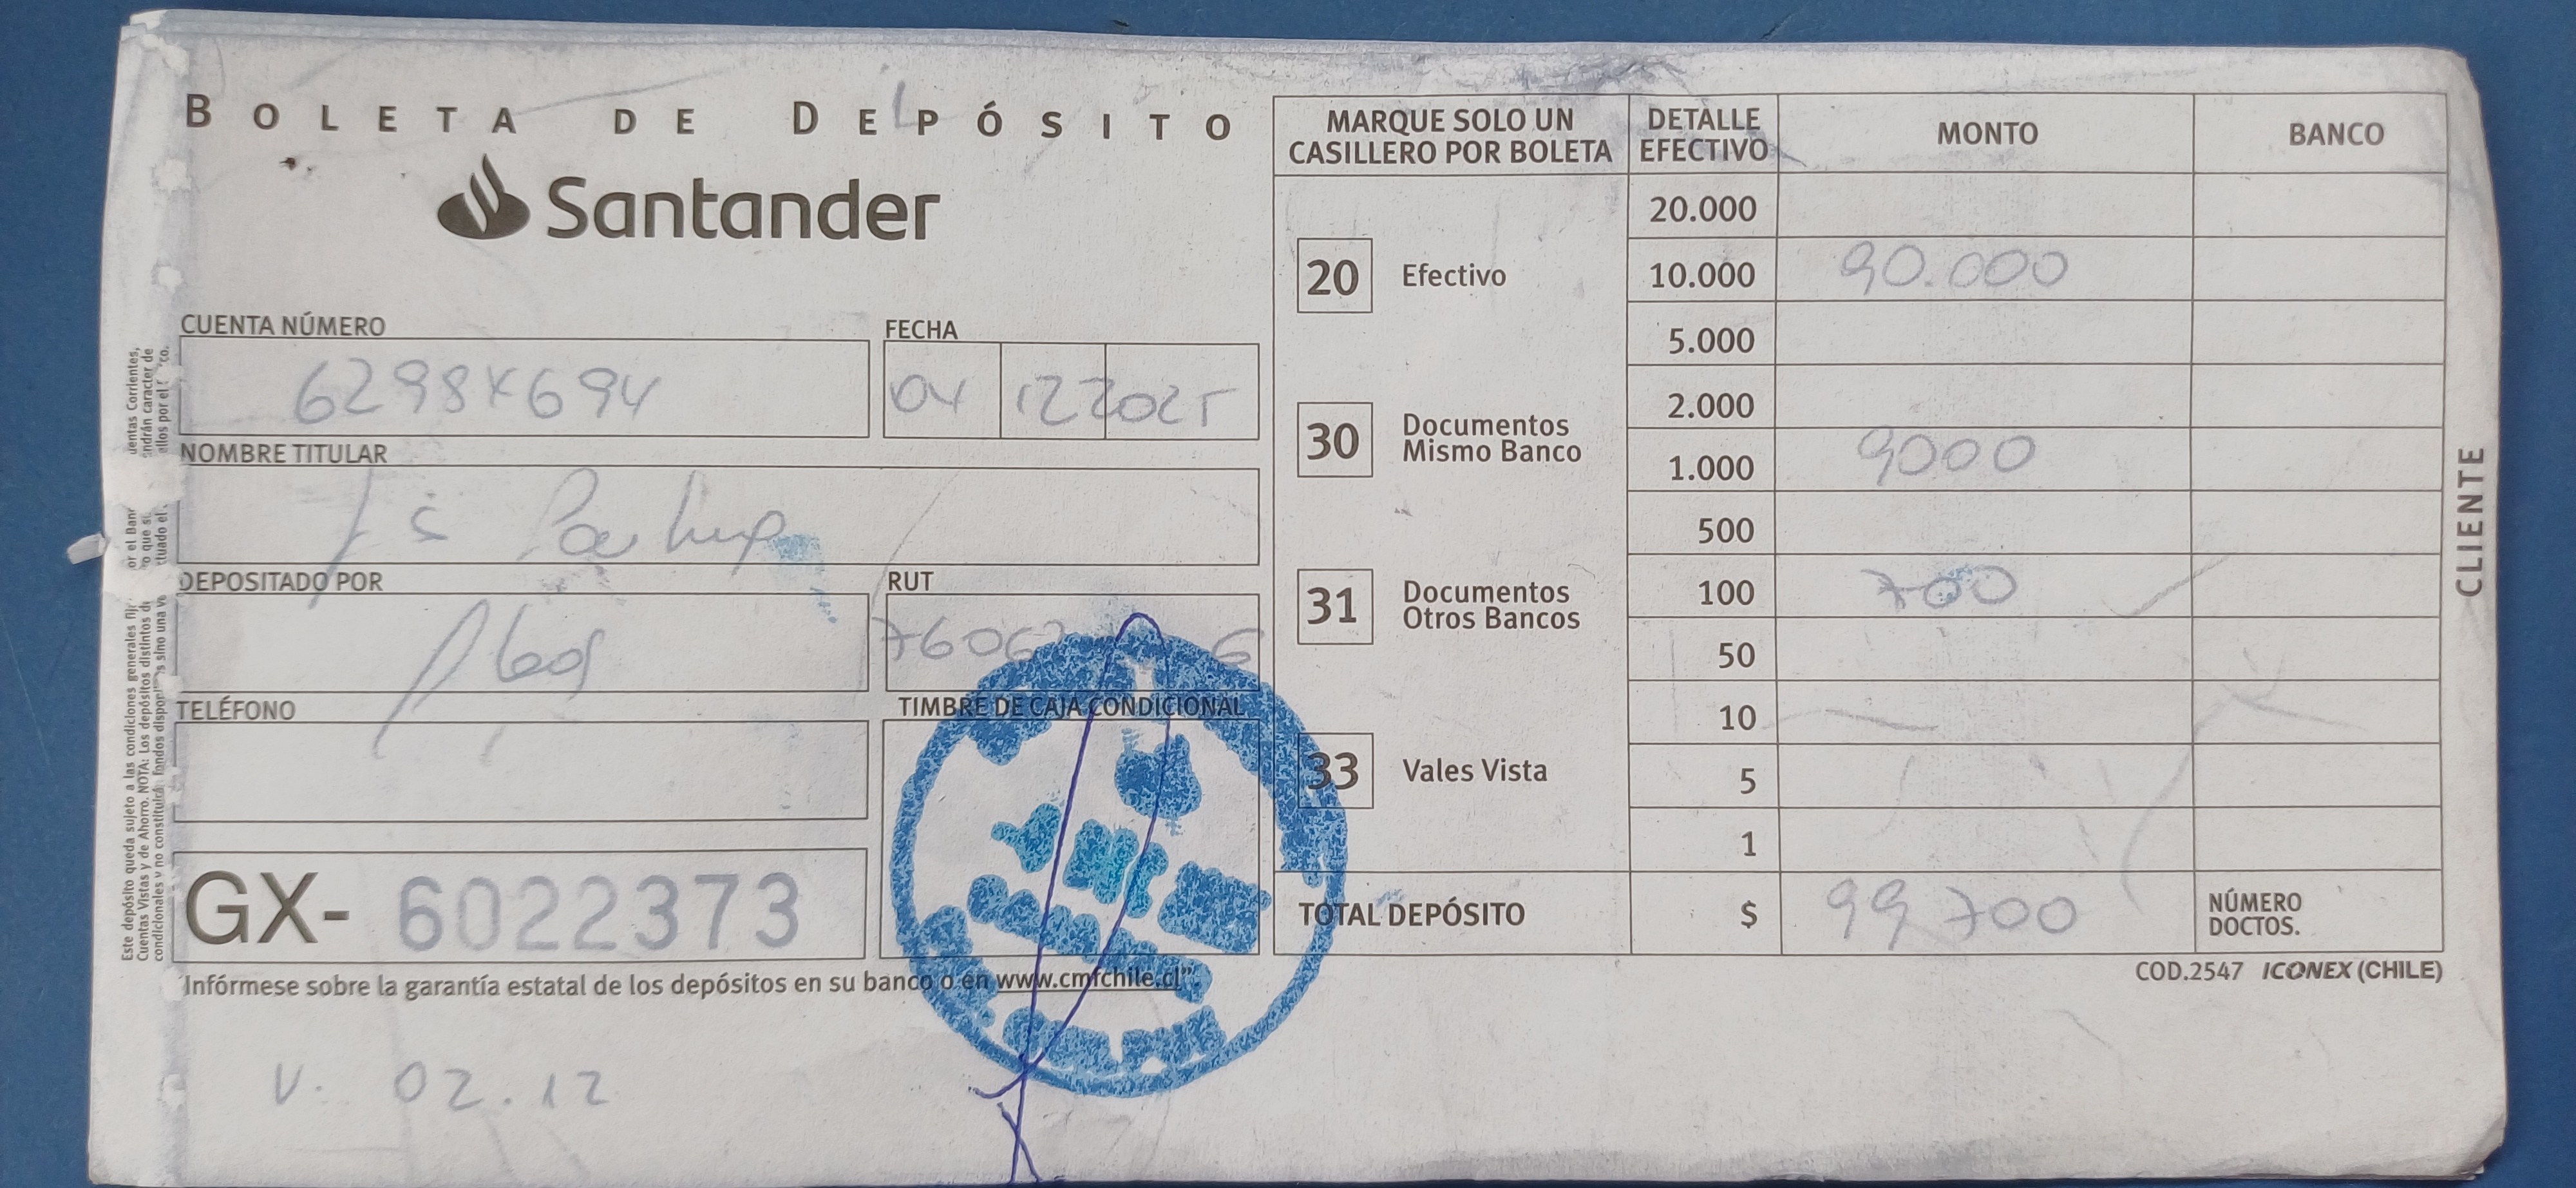 BOLETA DE DEPÓSITO
Santander
CUENTA NÚMERO
FECHA
04 12 2025
NOMBRE TITULAR
DEPOSITADO POR
RUT
TELÉFONO
TIMBRE DE CAJA CONDICIONAL
GX- 6022373
Infórmese sobre la garantía estatal de los depósitos en su banco o en www.cmfchile.cl".
V. 02.12
MARQUE SOLO UN CASILLERO POR BOLETA
20 Efectivo
30 Documentos Mismo Banco
31 Documentos Otros Bancos
33 Vales Vista
DETALLE EFECTIVO MONTO BANCO
20.000
10.000 90.000
5.000
2.000
1.000 9000
500
100 700
50
10
5
1
TOTAL DEPÓSITO $ 99700 NÚMERO DOCTOS.
COD.2547 ICONEX (CHILE)
CLIENTE